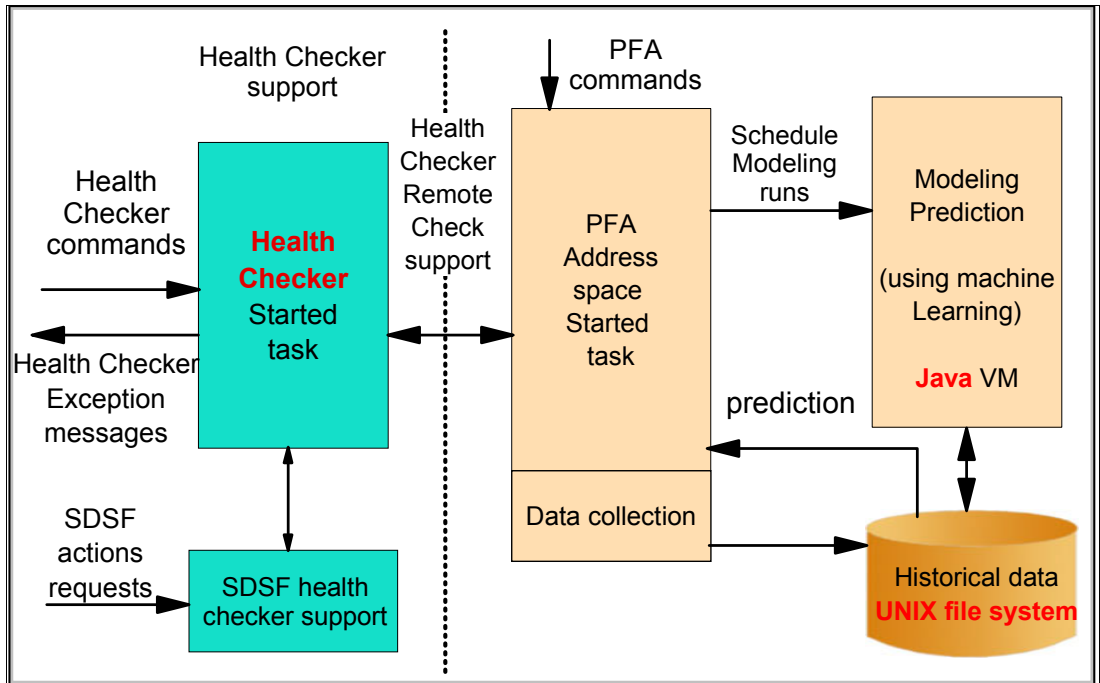 Health Checker
support
PFA
commands
Health
Checker
commands
Health
Checker
Started
task
Health Checker
Exception
messages
SDSF
actions
requests
SDSF health
checker support
Health
Checker
Remote
Check
support
PFA
Address
space
Started
task
Data collection
Schedule
Modeling
runs
Modeling
Prediction
(using machine
Learning)
Java VM
prediction
Historical data
UNIX file system